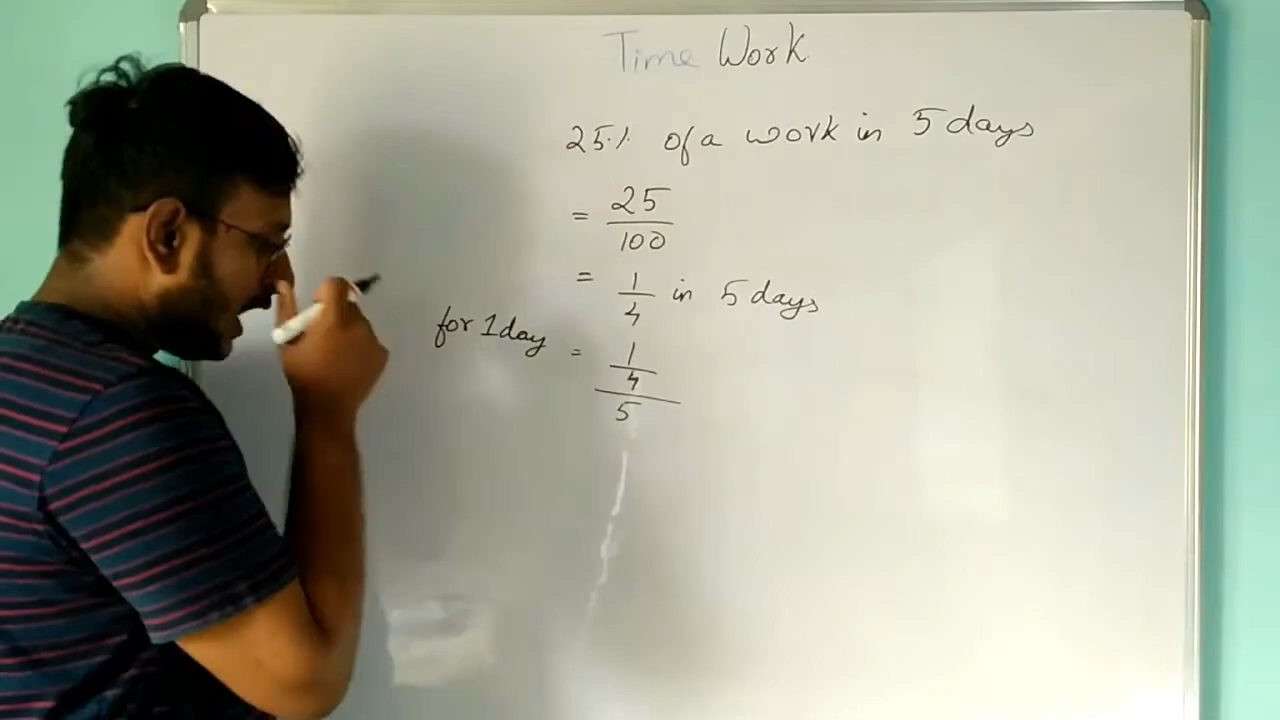 Time Work
25% of a work in 5 days
= 25/100
= 1/4 in 5 days
for 1 day = 1/4/5